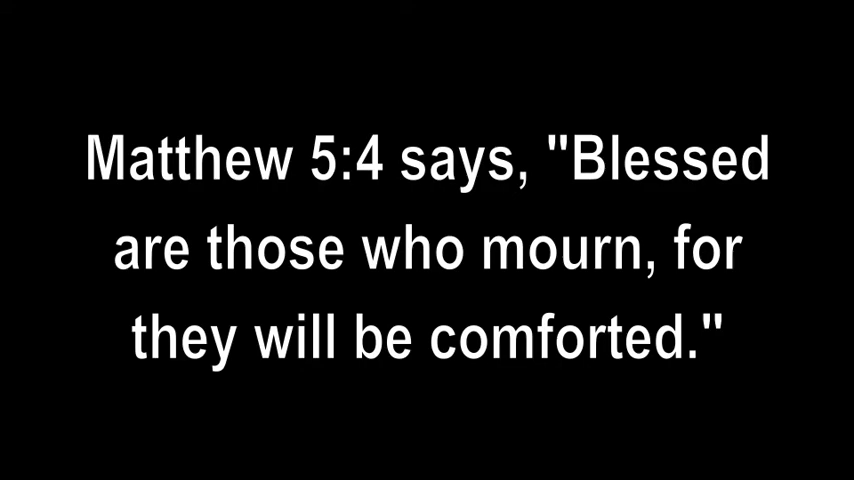 Matthew 5:4 says, "Blessed
are those who mourn, for
they will be comforted."